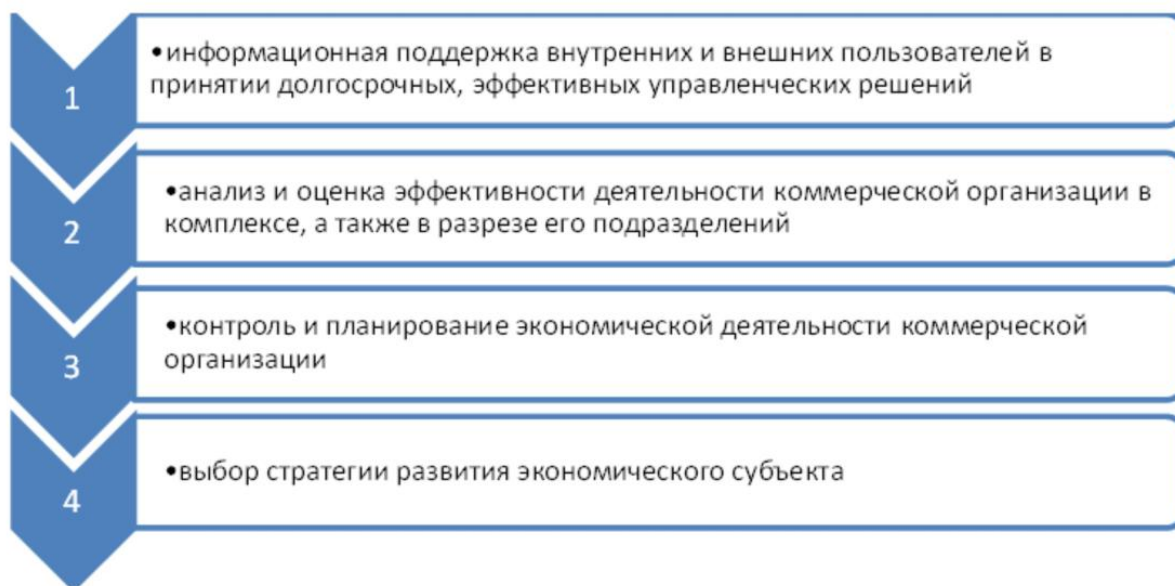 1
•информационная поддержка внутренних и внешних пользователей в
принятии долгосрочных, эффективных управленческих решений
2
•анализ и оценка эффективности деятельности коммерческой организации в
комплексе, а также в разрезе его подразделений
3
•контроль и планирование экономической деятельности коммерческой
организации
4
•выбор стратегии развития экономического субъекта